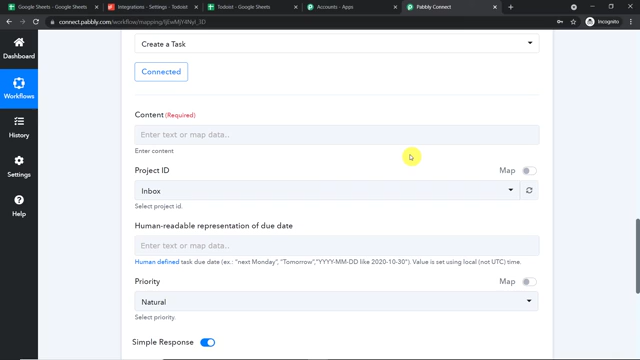 Google Sheets - Google Sheets
Integrations - Settings - Todoist
Todoist - Google Sheets
Accounts - Apps
Pabbly Connect
connect.pabbly.com/workflow/mapping/
Incognito
Dashboard
Workflows
History
Settings
Help
Create a Task
Connected
Content (Required)
Enter text or map data..
Enter content
Project ID
Map
Inbox
Select project id.
Human-readable representation of due date
Enter text or map data..
Human defined task due date (ex.: "next Monday", "Tomorrow","YYYY-MM-DD like 2020-10-30"). Value is set using local (not UTC) time.
Priority
Map
Natural
Select priority.
Simple Response